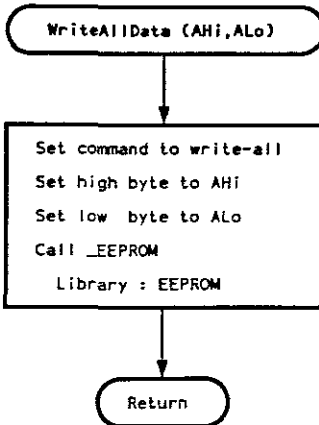 WriteAllData (AHi,ALo)
Set command to write-all
Set high byte to AHi
Set low byte to ALo
Call _EEPROM
Library : EEPROM
Return